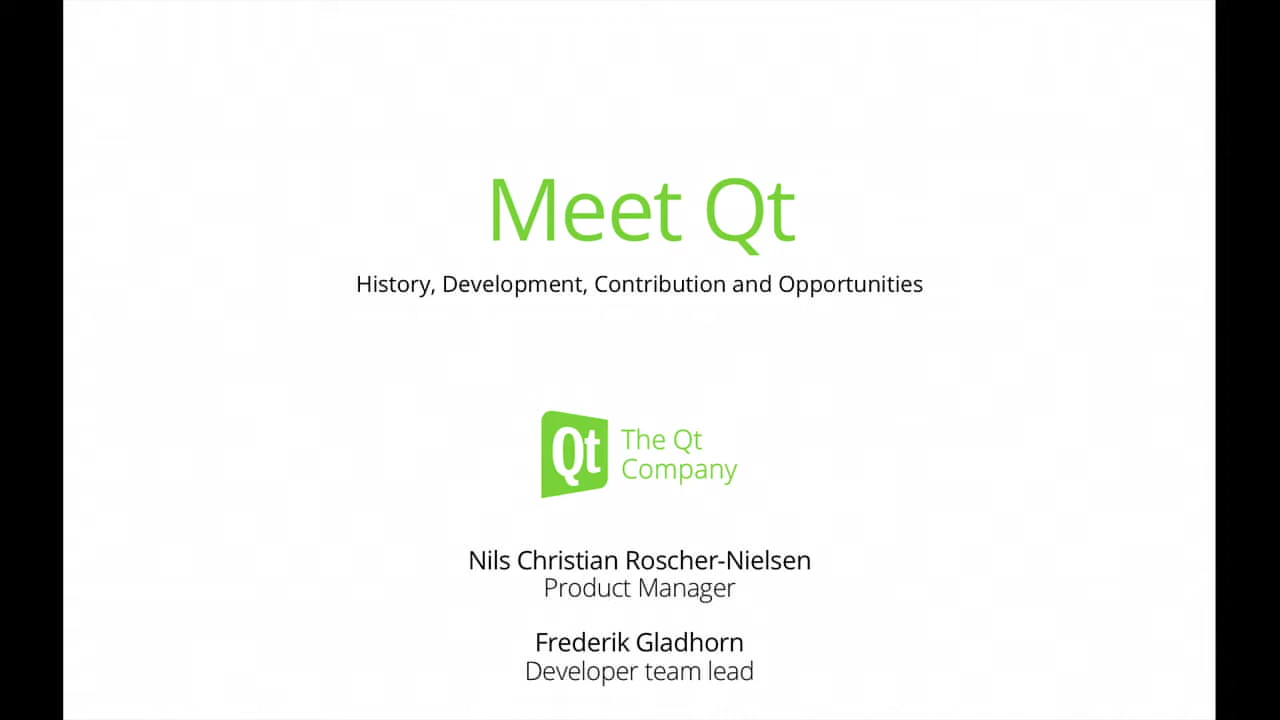 Meet Qt
History, Development, Contribution and Opportunities
Qt
The Qt
Company
Nils Christian Roscher-Nielsen
Product Manager
Frederik Gladhorn
Developer team lead